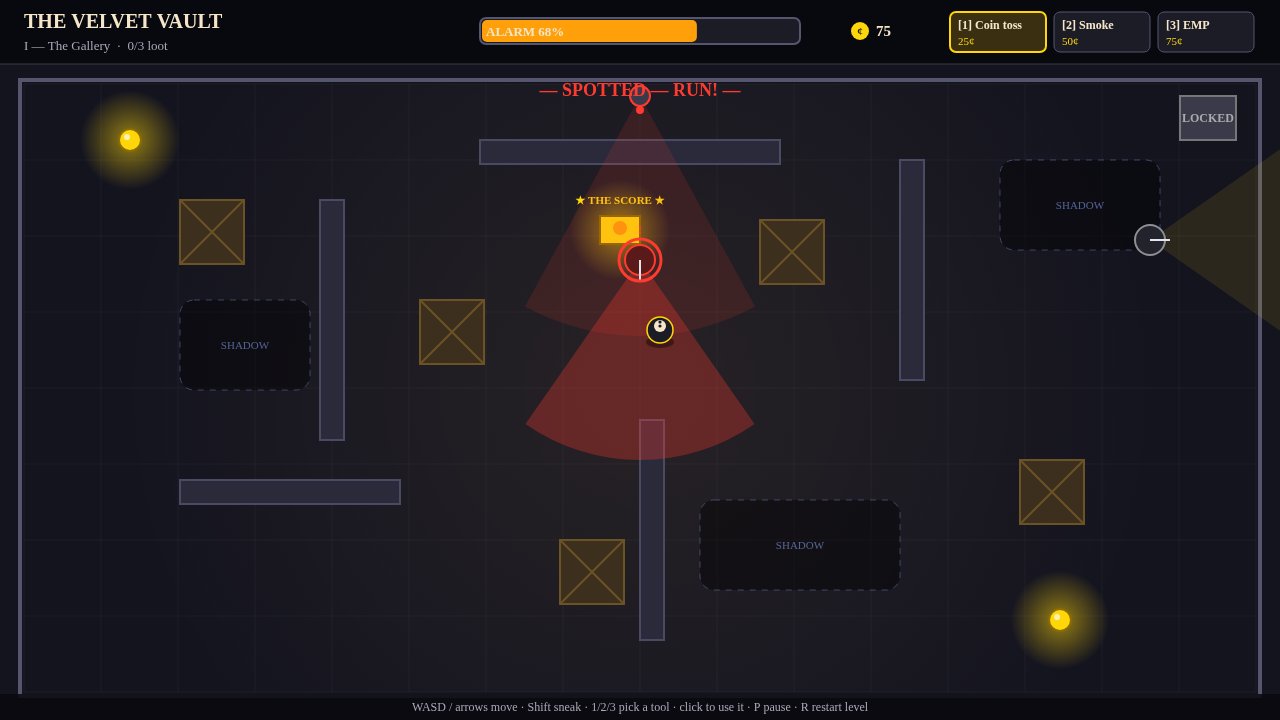 THE VELVET VAULT
I — The Gallery · 0/3 loot
ALARM 68%
¢ 75
[1] Coin toss
25¢
[2] Smoke
50¢
[3] EMP
75¢
— SPOTTED — RUN! —
LOCKED
★ THE SCORE ★
SHADOW
SHADOW
SHADOW
WASD / arrows move · Shift sneak · 1/2/3 pick a tool · click to use it · P pause · R restart level